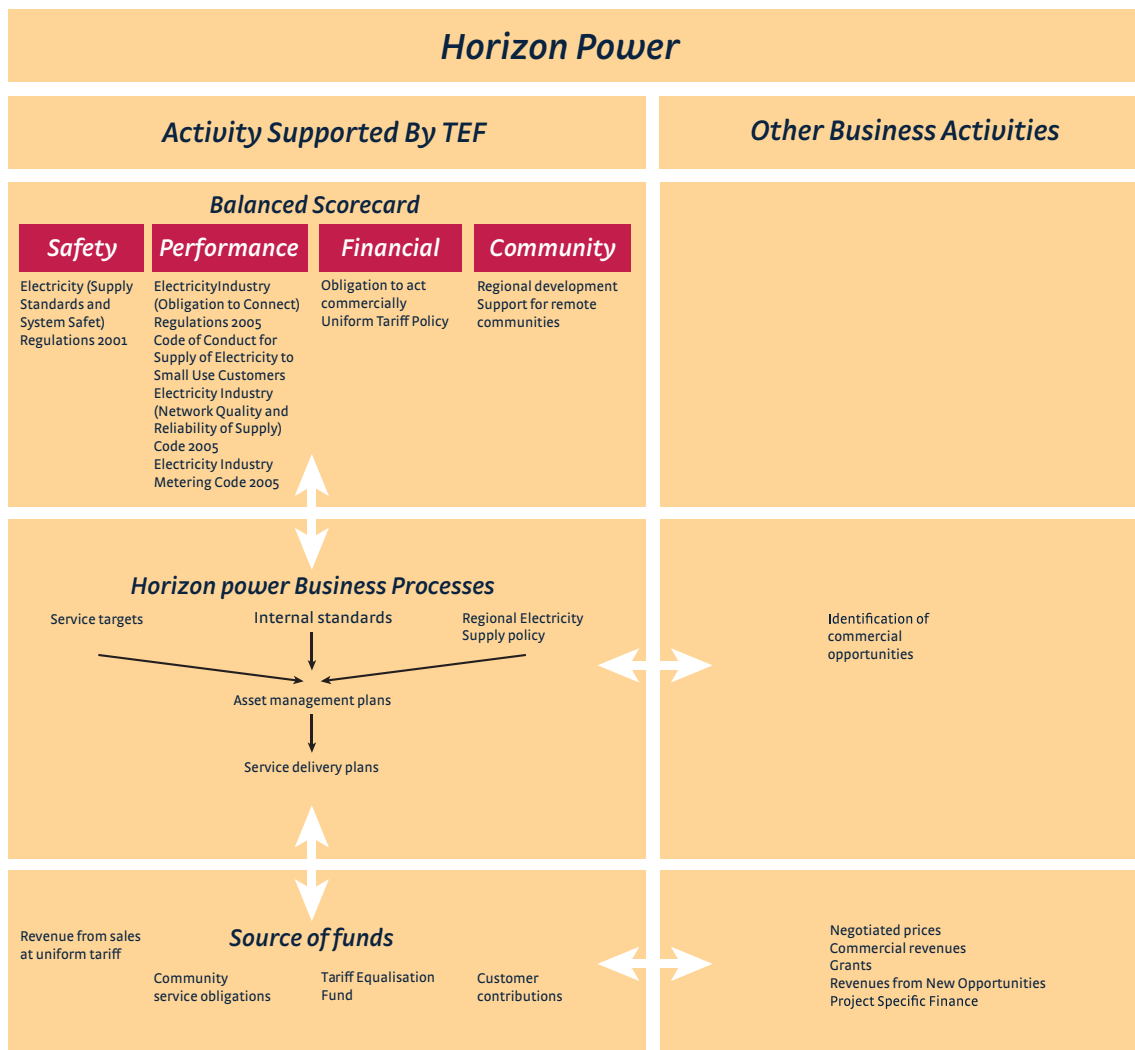 Horizon Power
Activity Supported By TEF
Other Business Activities
Balanced Scorecard
Safety
Electricity (Supply
Standards and
System Safet)
Regulations 2001
Performance
ElectricityIndustry
(Obligation to Connect)
Regulations 2005
Code of Conduct for
Supply of Electricity to
Small Use Customers
Electricity Industry
(Network Quality and
Reliability of Supply)
Code 2005
Electricity Industry
Metering Code 2005
Financial
Obligation to act
commercially
Uniform Tariff Policy
Community
Regional development
Support for remote
communities
Horizon power Business Processes
Service targets
Internal standards
Regional Electricity
Supply policy
Asset management plans
Service delivery plans
Identification of
commercial
opportunities
Source of funds
Revenue from sales
at uniform tariff
Community
service obligations
Tariff Equalisation
Fund
Customer
contributions
Negotiated prices
Commercial revenues
Grants
Revenues from New Opportunities
Project Specific Finance